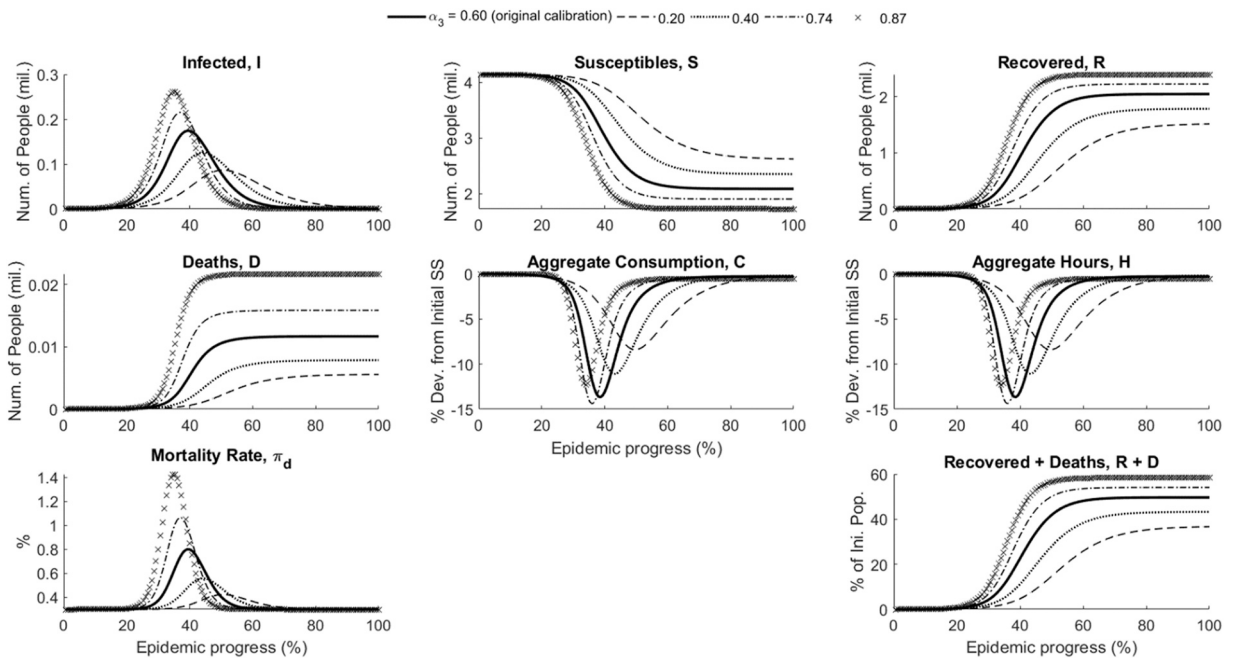 α3 = 0.60 (original calibration) 0.20 0.40 0.74 0.87
Infected, I
Num. of People (mil.)
0.3
0.2
0.1
0
0 20 40 60 80 100
Susceptibles, S
Num. of People (mil.)
4
3
2
0 20 40 60 80 100
Recovered, R
Num. of People (mil.)
2
1
0
0 20 40 60 80 100
Deaths, D
Num. of People (mil.)
0.02
0.01
0
0 20 40 60 80 100
Aggregate Consumption, C
% Dev. from Initial SS
0
-5
-10
-15
0 20 40 60 80 100
Epidemic progress (%)
Aggregate Hours, H
% Dev. from Initial SS
0
-5
-10
-15
0 20 40 60 80 100
Mortality Rate, πd
%
1.4
1.2
1
0.8
0.6
0.4
0 20 40 60 80 100
Epidemic progress (%)
Recovered + Deaths, R + D
% of Ini. Pop.
60
40
20
0
0 20 40 60 80 100
Epidemic progress (%)